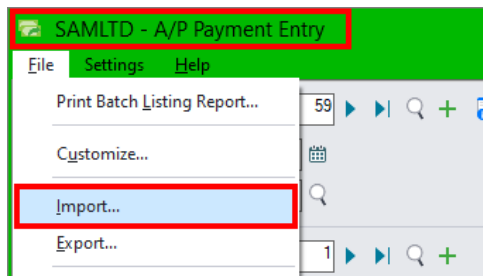 SAMLTD - A/P Payment Entry
File Settings Help
Print Batch Listing Report...
59
Customize...
Import...
Export...
1